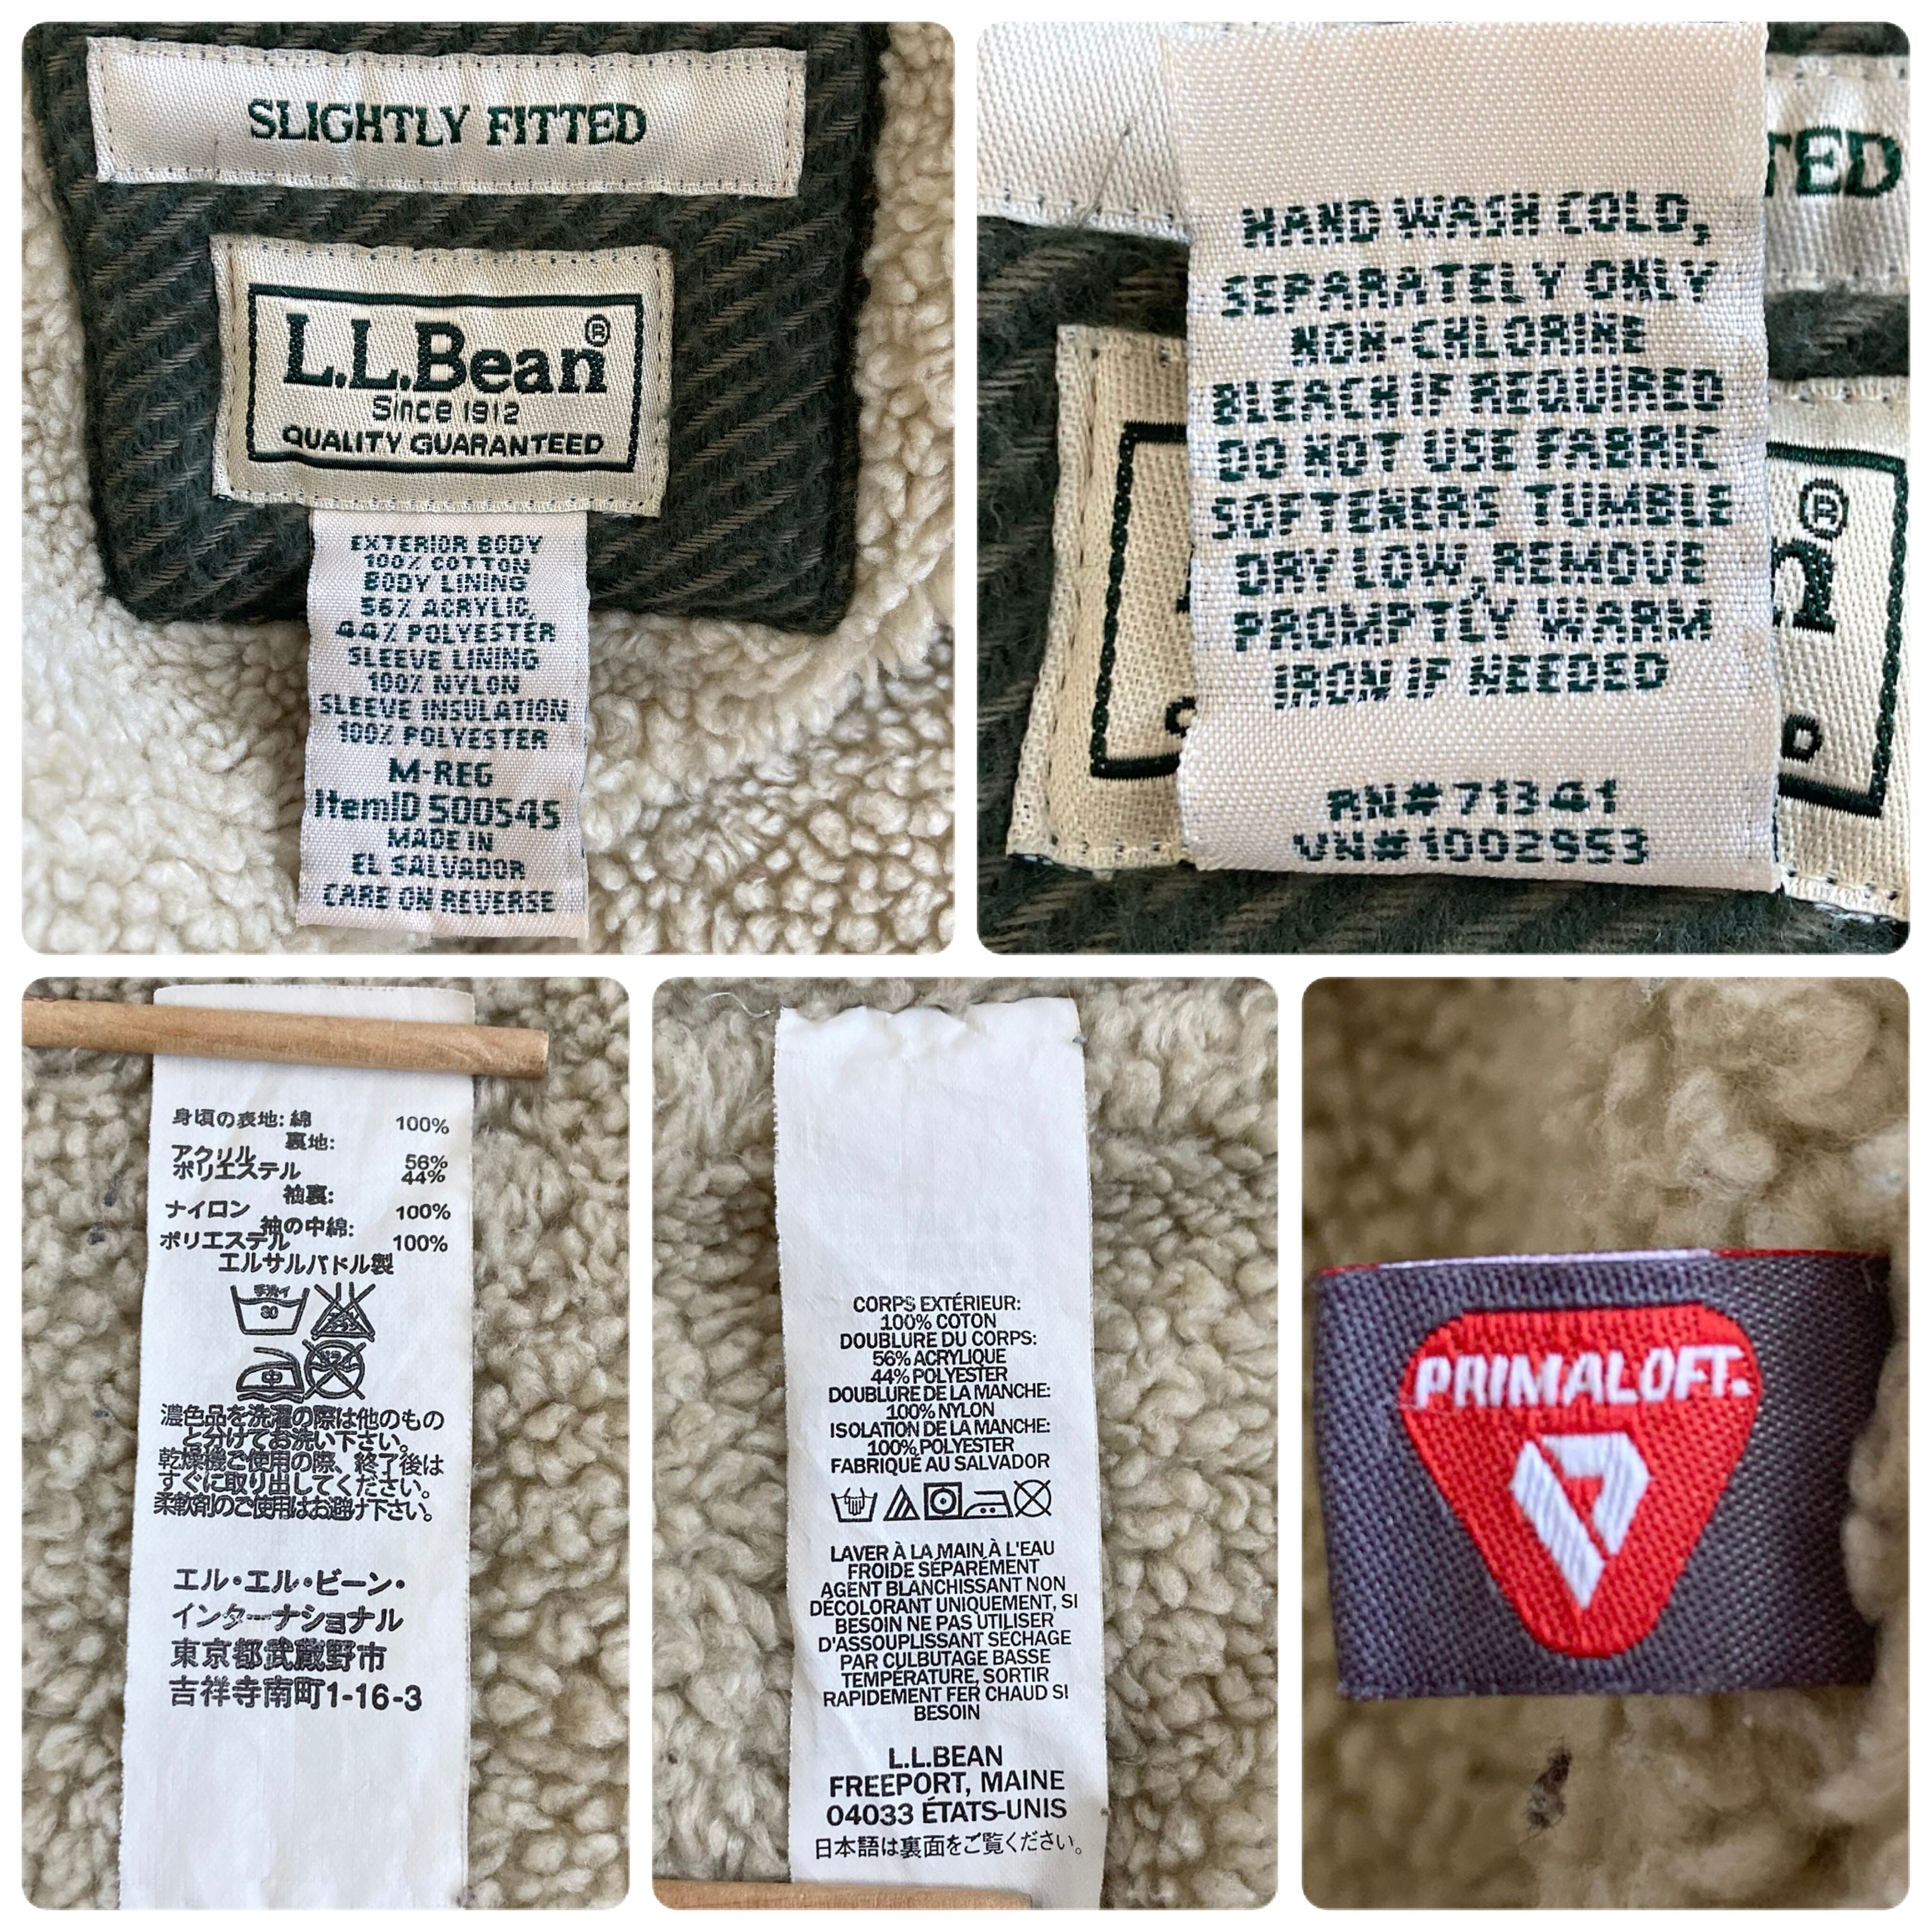 SLIGHTLY FITTED
L.L.Bean®
Since 1912
QUALITY GUARANTEED
EXTERIOR BODY
100% COTTON
BODY LINING
56% ACRYLIC,
44% POLYESTER
SLEEVE LINING
100% NYLON
SLEEVE INSULATION
100% POLYESTER
M-REG
ItemID 500545
MADE IN
EL SALVADOR
CARE ON REVERSE
TED
HAND WASH COLD,
SEPARATELY ONLY
NON-CHLORINE
BLEACH IF REQUIRED
DO NOT USE FABRIC
SOFTENERS TUMBLE
DRY LOW, REMOVE
PROMPTLY WARM
IRON IF NEEDED
RN# 71341
VN#1002953
n®
D
身頃の表地: 綿 100%
裏地:
アクリル 56%
ポリエステル 44%
袖裏:
ナイロン 100%
袖の中綿:
ポリエステル 100%
エルサルバドル製
手洗イ
30
中
濃色品を洗濯の際は他のもの
と分けてお洗い下さい。
乾燥機ご使用の際、終了後は
すぐに取り出してください。
柔軟剤のご使用はお避け下さい。
エル・エル・ビーン・
インターナショナル
東京都武蔵野市
吉祥寺南町1-16-3
CORPS EXTÉRIEUR:
100% COTON
DOUBLURE DU CORPS:
56% ACRYLIQUE
44% POLYESTER
DOUBLURE DE LA MANCHE:
100% NYLON
ISOLATION DE LA MANCHE:
100% POLYESTER
FABRIQUÉ AU SALVADOR
LAVER À LA MAIN À L'EAU
FROIDE SÉPARÉMENT
AGENT BLANCHISSANT NON
DÉCOLORANT UNIQUEMENT, SI
BESOIN NE PAS UTILISER
D'ASSOUPLISSANT SÉCHAGE
PAR CULBUTAGE BASSE
TEMPÉRATURE, SORTIR
RAPIDEMENT FER CHAUD SI
BESOIN
L.L.BEAN
FREEPORT, MAINE
04033 ÉTATS-UNIS
日本語は裏面をご覧ください。
PRIMALOFT.